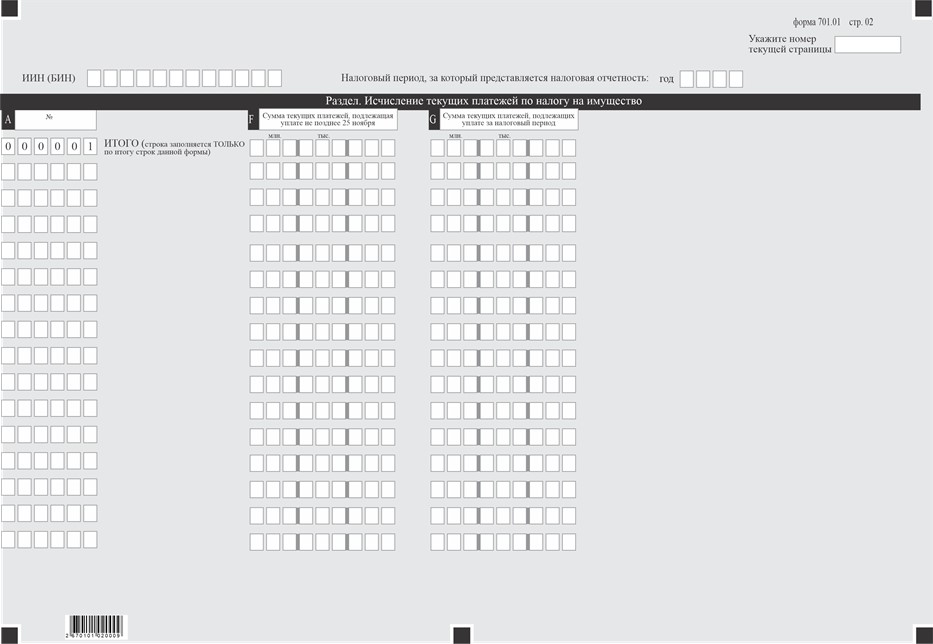 форма 701.01 стр. 02
Укажите номер
текущей страницы
ИИН (БИН)
Налоговый период, за который представляется налоговая отчетность: год
Раздел. Исчисление текущих платежей по налогу на имущество
A №
F Сумма текущих платежей, подлежащая
уплате не позднее 25 ноября
G Сумма текущих платежей, подлежащих
уплате за налоговый период
млн. тыс. млн. тыс.
0 0 0 0 0 1 ИТОГО (строка заполняется ТОЛЬКО
по итогу строк данной формы)
2 670101 020009